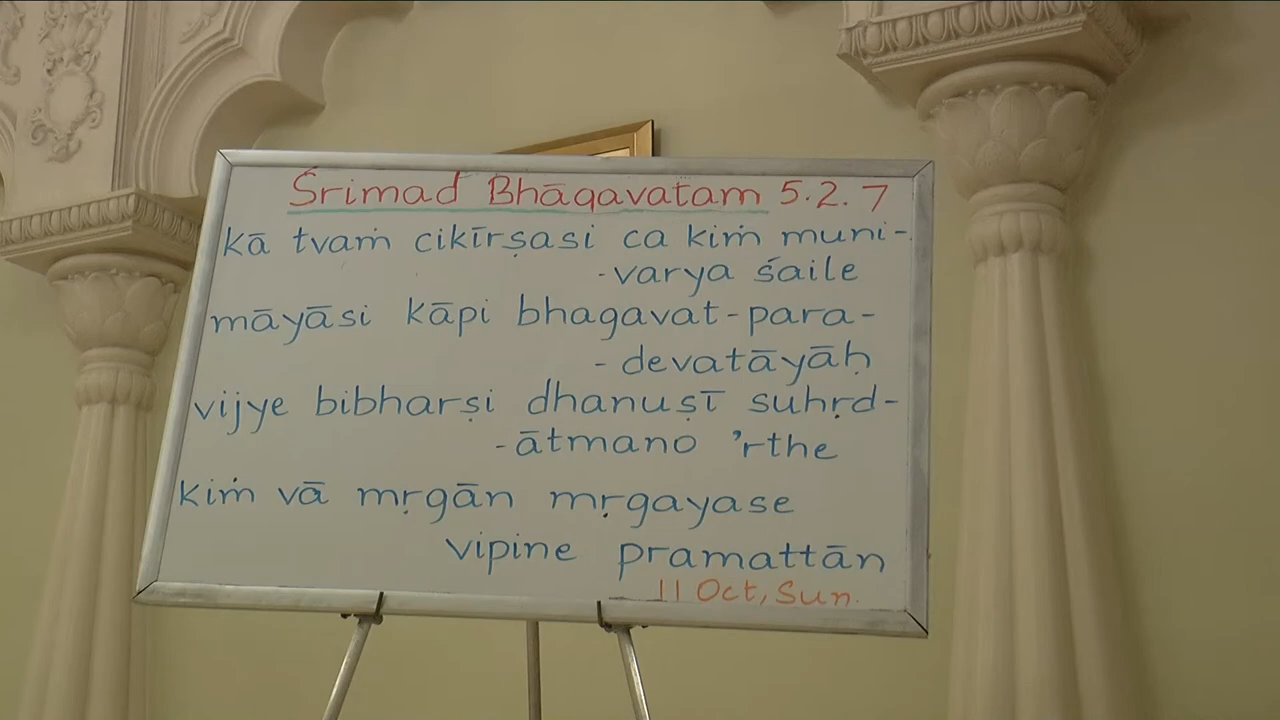 Śrimad Bhāgavatam 5.2.7
kā tvaṁ cikīrṣasi ca kiṁ muni-
-varya śaile
māyāsi kāpi bhagavat-para-
-devatāyāḥ
vijye bibharṣi dhanuṣī suhṛd-
-ātmano 'rthe
kiṁ vā mṛgān mṛgayase
vipine pramattān
11 Oct, Sun.